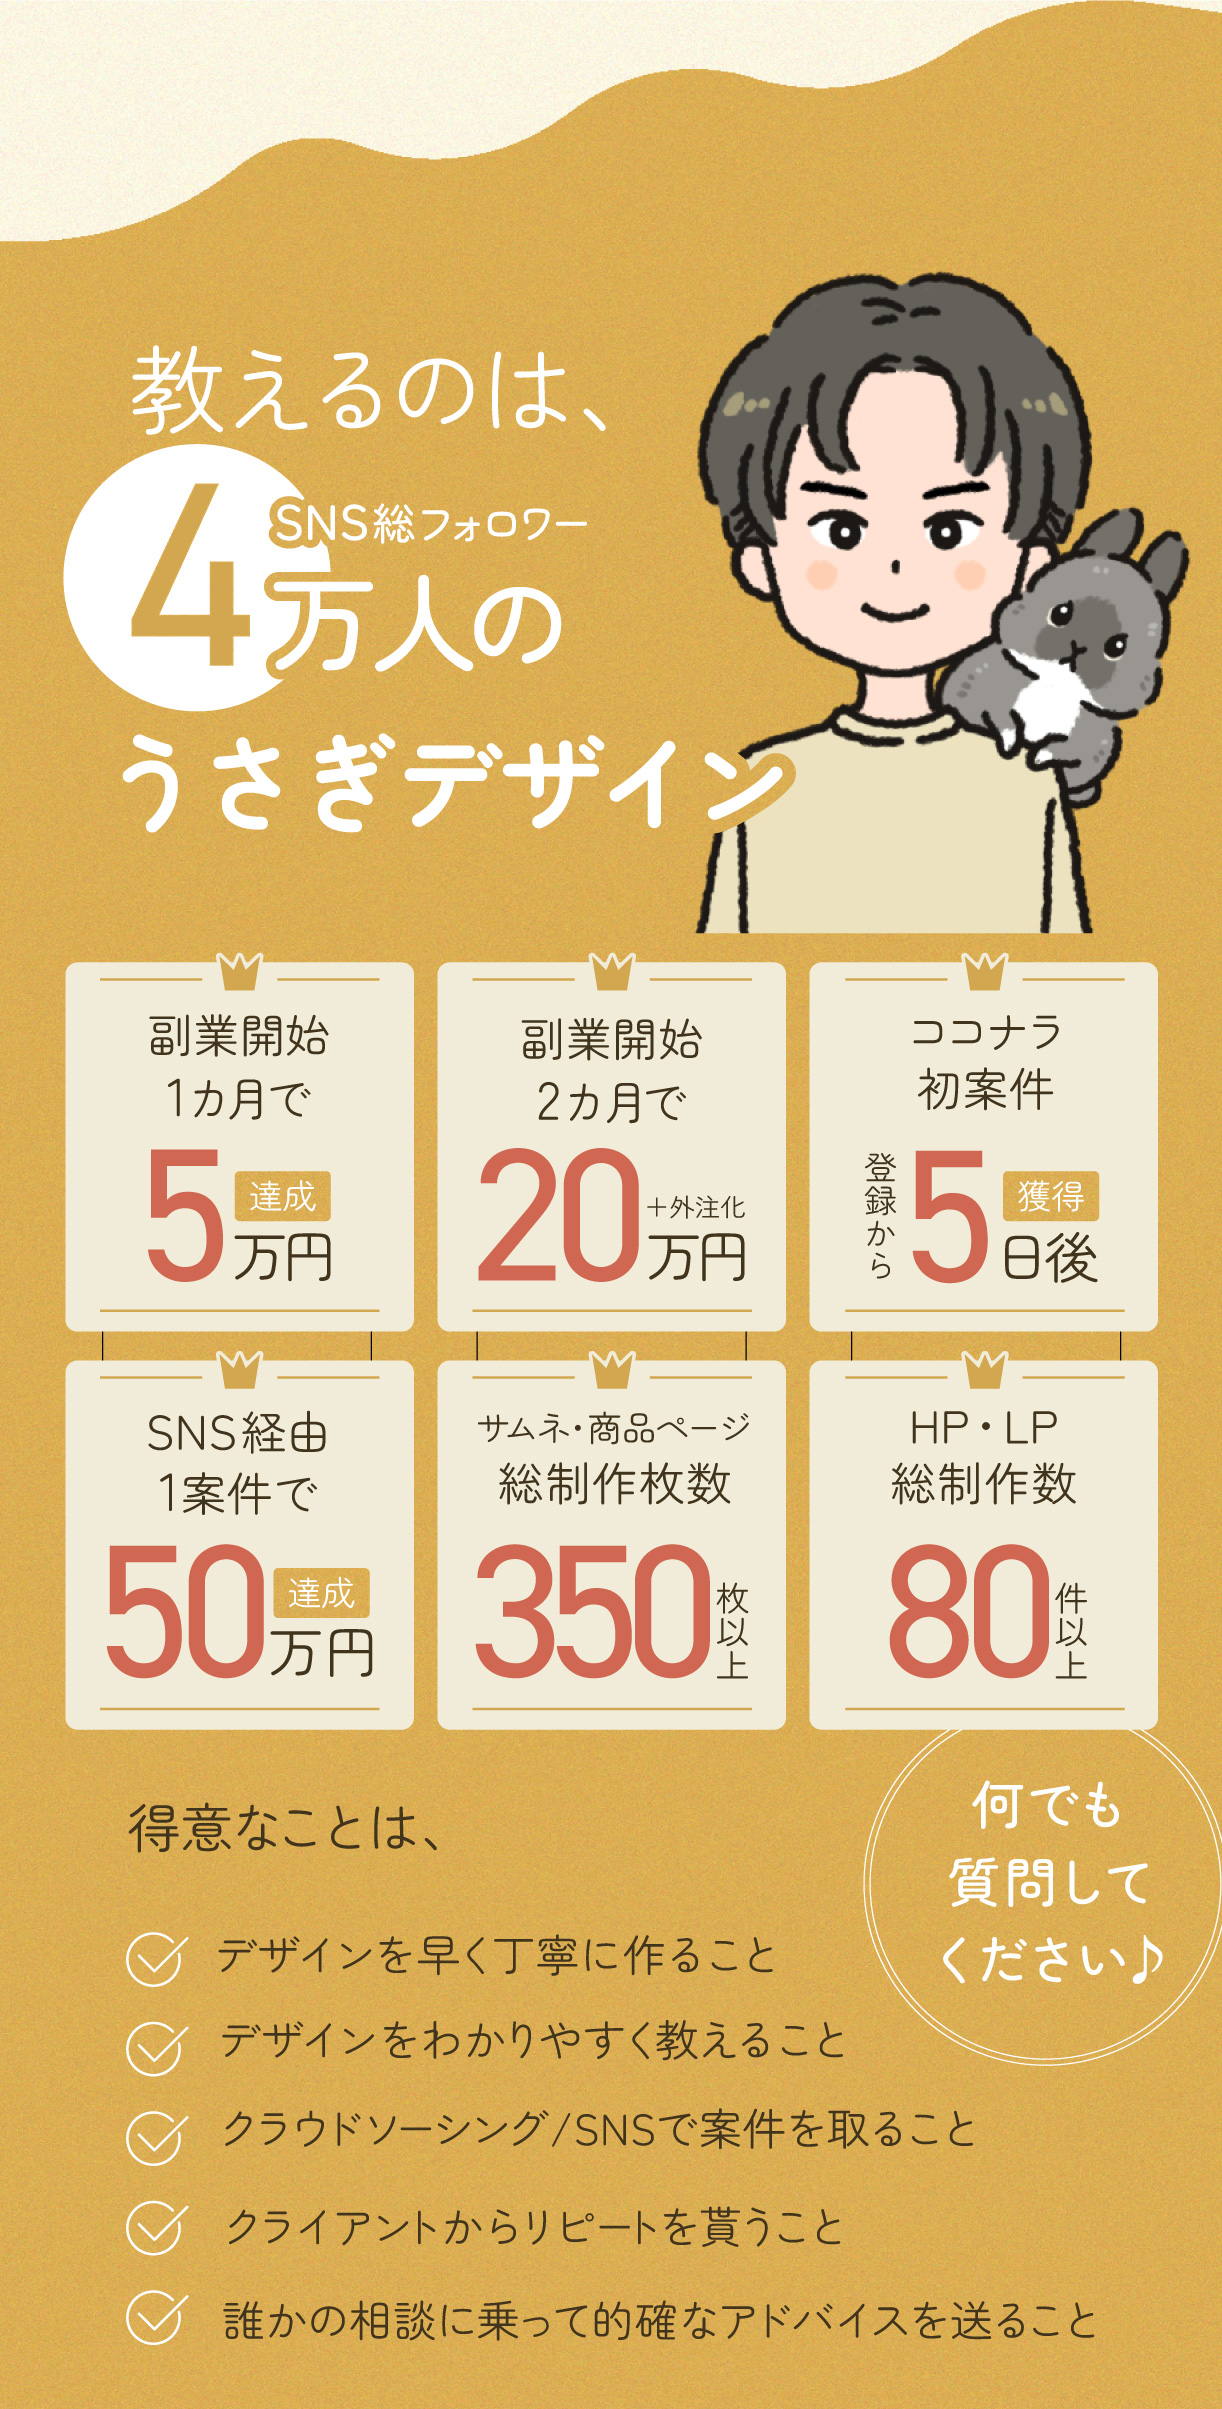 教えるのは、
SNS総フォロワー
4万人の
うさぎデザイン
副業開始
1カ月で
達成
5万円
副業開始
2カ月で
+外注化
20万円
ココナラ
初案件
登録から
獲得
5日後
SNS経由
1案件で
達成
50万円
サムネ・商品ページ
総制作枚数
350枚以上
HP・LP
総制作数
80件以上
何でも
質問して
ください♪
得意なことは、
デザインを早く丁寧に作ること
デザインをわかりやすく教えること
クラウドソーシング/SNSで案件を取ること
クライアントからリピートを貰うこと
誰かの相談に乗って的確なアドバイスを送ること